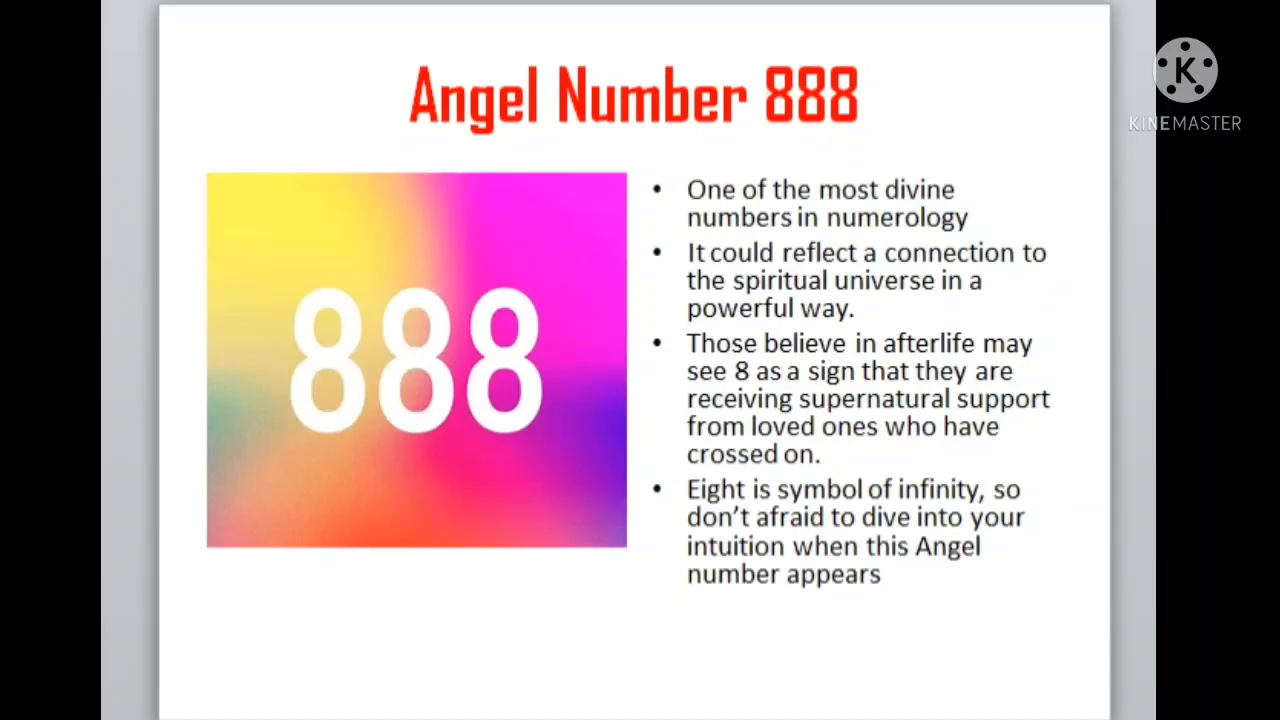 Angel Number 888
K
KINEMASTER
888
• One of the most divine
numbers in numerology
• It could reflect a connection to
the spiritual universe in a
powerful way.
• Those believe in afterlife may
see 8 as a sign that they are
receiving supernatural support
from loved ones who have
crossed on.
• Eight is symbol of infinity, so
don't afraid to dive into your
intuition when this Angel
number appears